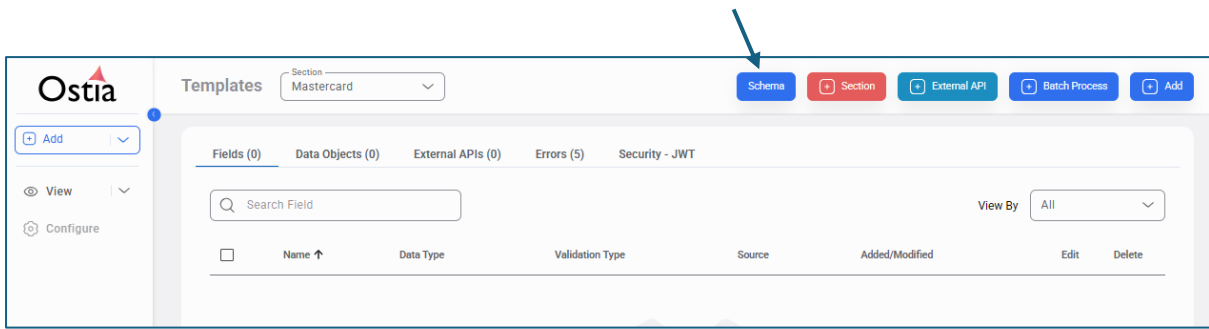 Ostia
Templates
Section
Mastercard
Schema
Section
External API
Batch Process
Add
Add
View
Configure
Fields (0)
Data Objects (0)
External APIs (0)
Errors (5)
Security - JWT
Search Field
View By
All
Name
Data Type
Validation Type
Source
Added/Modified
Edit
Delete